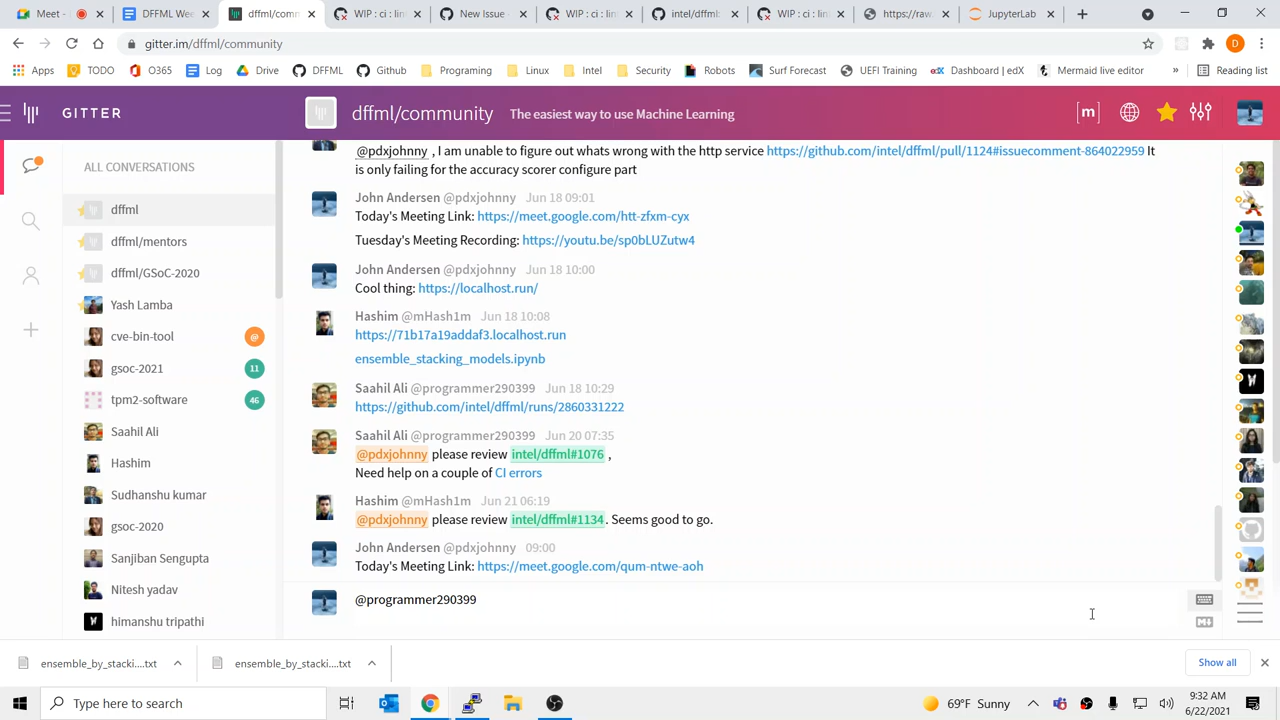 dffml/community
WIP : ci : r
WIP : ci : r
intel/dffml
WIP : ci : r
https://raw
JupyterLab
gitter.im/dffml/community
Apps
TODO
O365
Log
Drive
DFFML
Github
Programing
Linux
Intel
Security
Robots
Surf Forecast
UEFI Training
Dashboard | edX
Mermaid live editor
»
Reading list
GITTER
dffml/community
The easiest way to use Machine Learning
[m]
ALL CONVERSATIONS
dffml
dffml/mentors
dffml/GSoC-2020
Yash Lamba
cve-bin-tool
@
gsoc-2021
11
tpm2-software
46
Saahil Ali
Hashim
Sudhanshu kumar
gsoc-2020
Sanjiban Sengupta
Nitesh yadav
himanshu tripathi
@pdxjohnny , I am unable to figure out whats wrong with the http service https://github.com/intel/dffml/pull/1124#issuecomment-864022959 It
is only failing for the accuracy scorer configure part
John Andersen @pdxjohnny Jun 18 09:01
Today's Meeting Link: https://meet.google.com/htt-zfxm-cyx
Tuesday's Meeting Recording: https://youtu.be/sp0bLUZutw4
John Andersen @pdxjohnny Jun 18 10:00
Cool thing: https://localhost.run/
Hashim @mHash1m Jun 18 10:08
https://71b17a19addaf3.localhost.run
ensemble_stacking_models.ipynb
Saahil Ali @programmer290399 Jun 18 10:29
https://github.com/intel/dffml/runs/2860331222
Saahil Ali @programmer290399 Jun 20 07:35
@pdxjohnny please review intel/dffml#1076 ,
Need help on a couple of CI errors
Hashim @mHash1m Jun 21 06:19
@pdxjohnny please review intel/dffml#1134. Seems good to go.
John Andersen @pdxjohnny 09:00
Today's Meeting Link: https://meet.google.com/qum-ntwe-aoh
@programmer290399
ensemble_by_stacki....txt
ensemble_by_stacki....txt
Show all
Type here to search
69°F Sunny
9:32 AM
6/22/2021